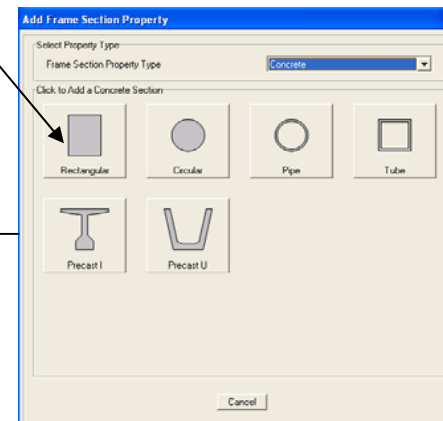 Add Frame Section Property
Select Property Type
Frame Section Property Type
Concrete
Click to Add a Concrete Section
Rectangular
Circular
Pipe
Tube
Precast I
Precast U
Cancel